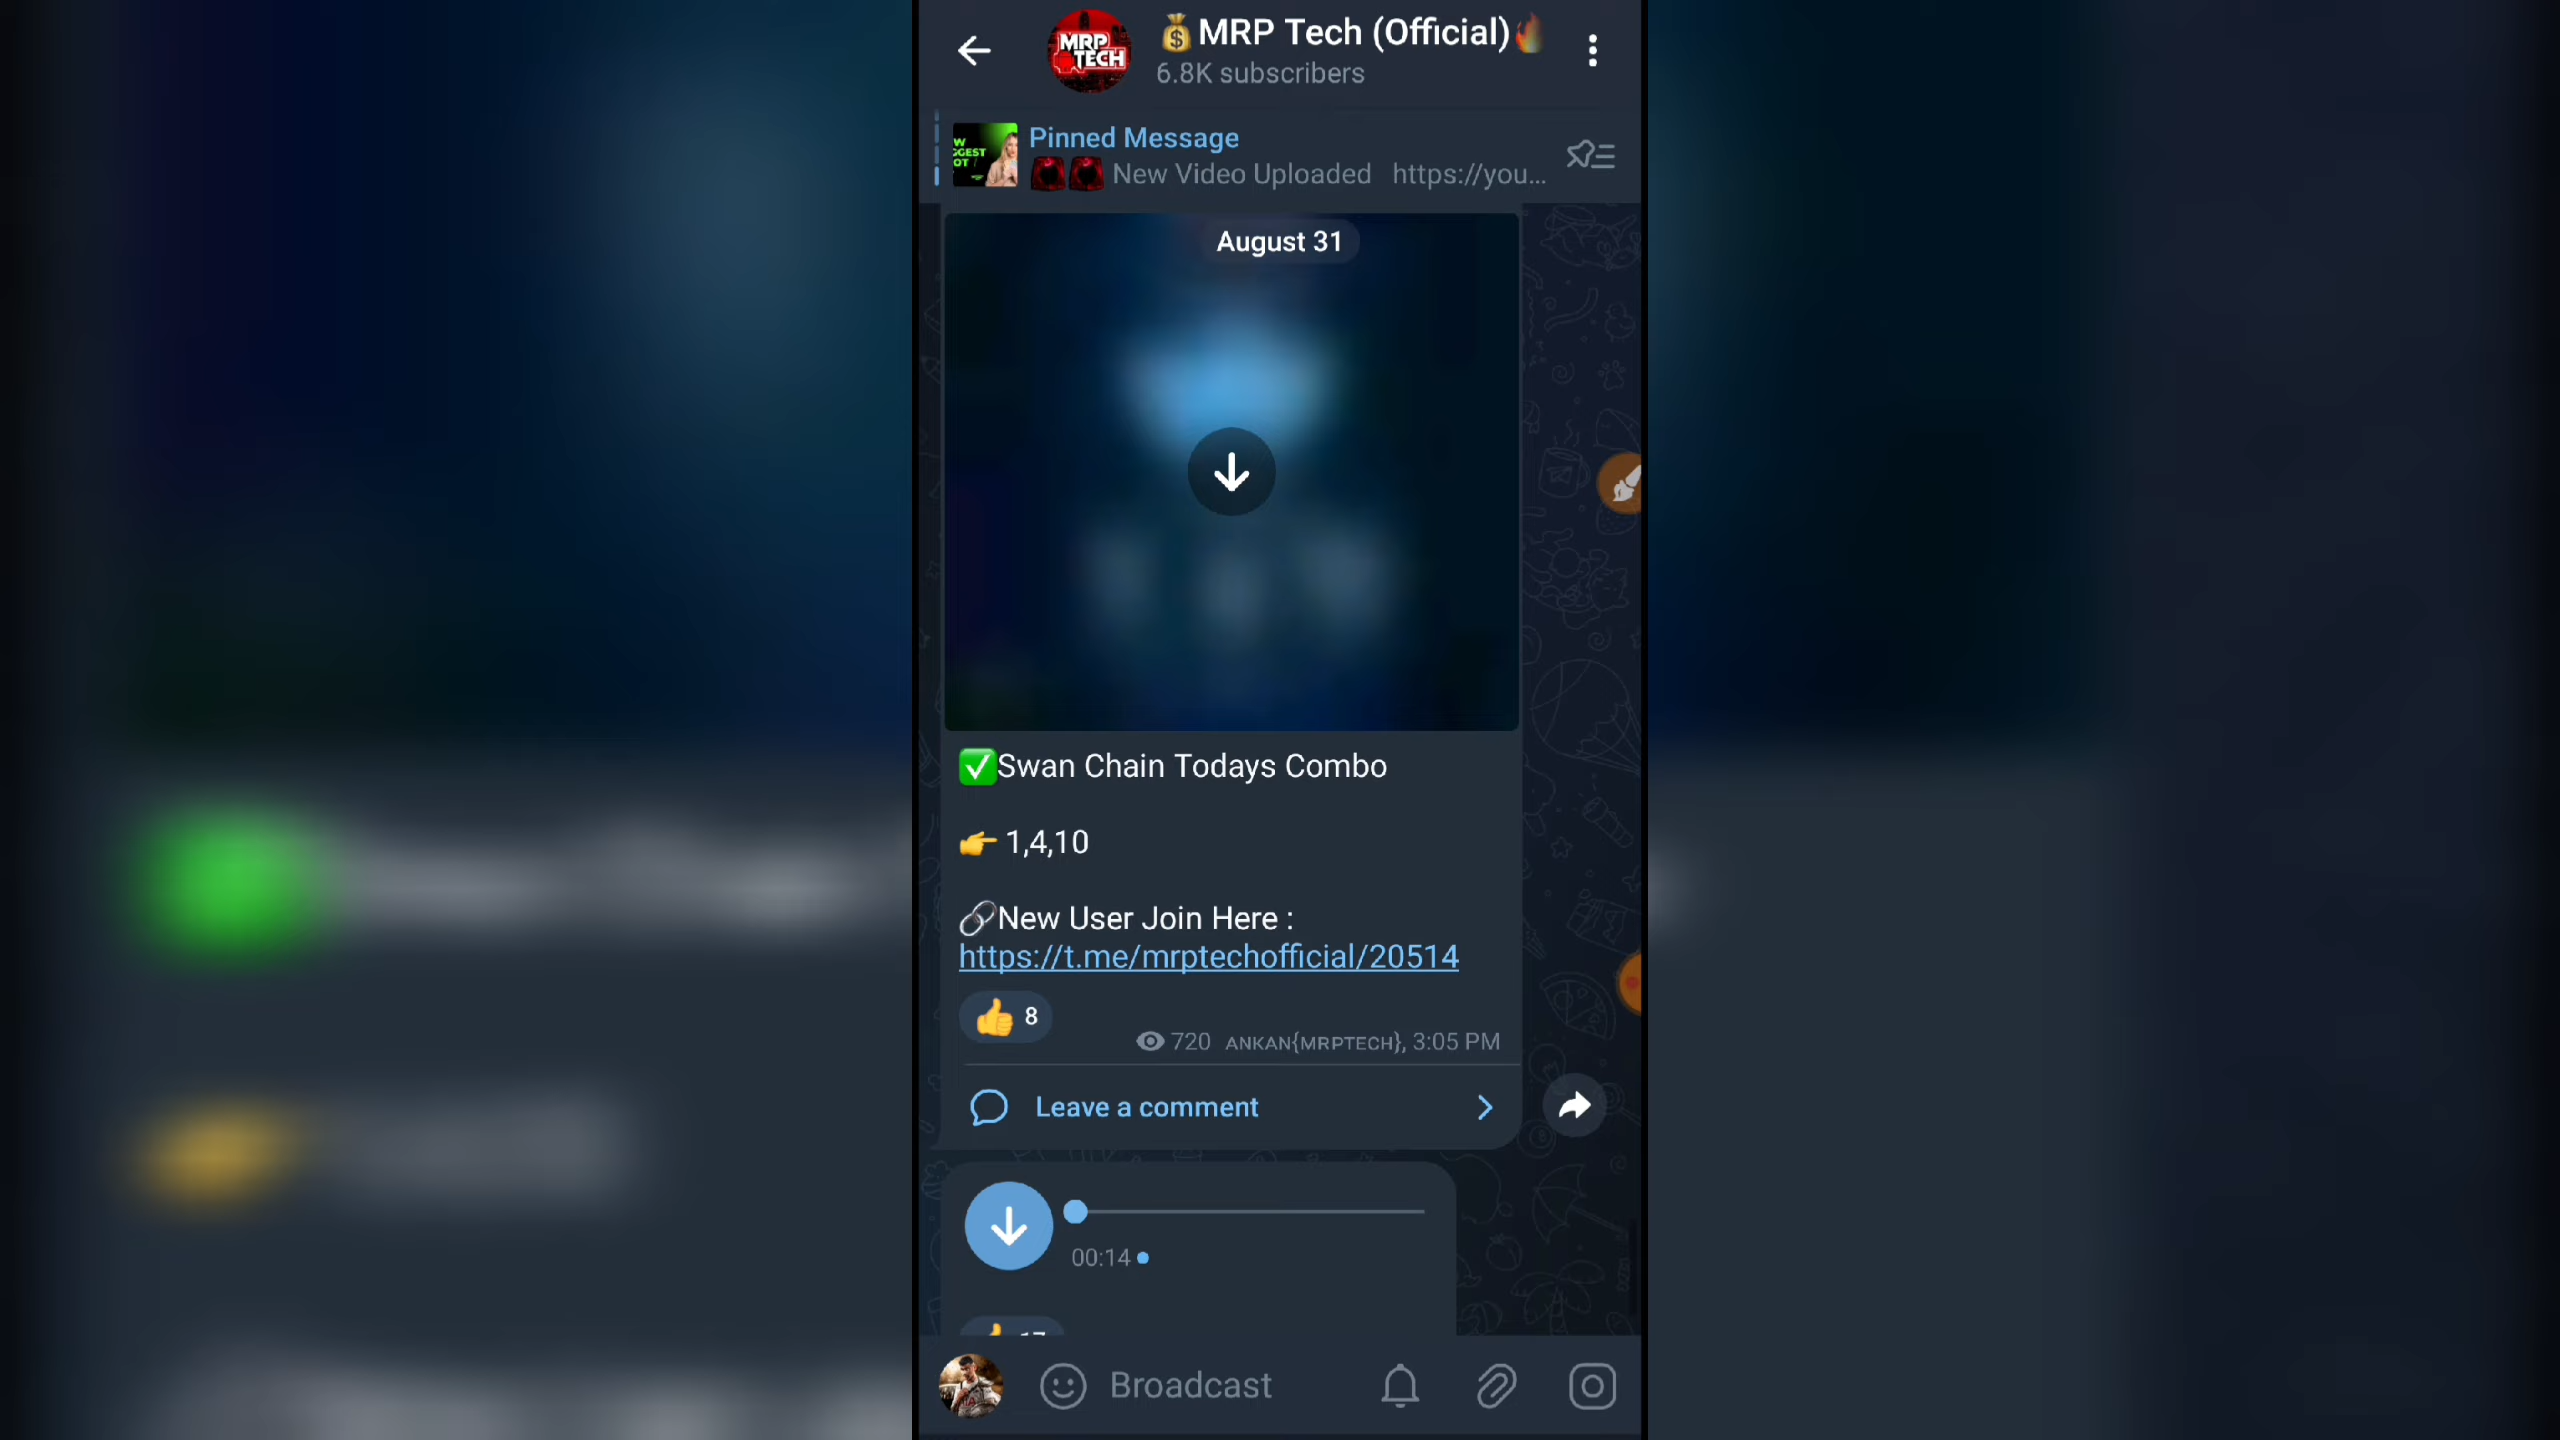 💰MRP Tech (Official)🔥
6.8K subscribers
MRP
TECH
Pinned Message
New Video Uploaded https://you...
W
GGEST
OT
August 31
✅Swan Chain Todays Combo
👉 1,4,10
🔗New User Join Here :
https://t.me/mrptechofficial/20514
👍 8
720 ANKAN{MRPTECH}, 3:05 PM
Leave a comment
00:14
Broadcast